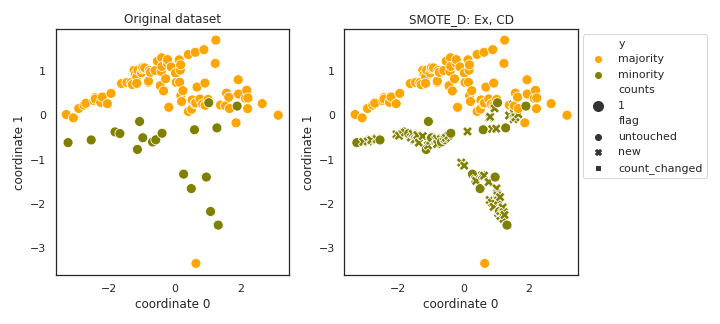 Original dataset
coordinate 1
1
0
−1
−2
−3
−2
0
2
coordinate 0
SMOTE_D: Ex, CD
coordinate 1
1
0
−1
−2
−3
−2
0
2
coordinate 0
y
majority
minority
counts
1
flag
untouched
new
count_changed